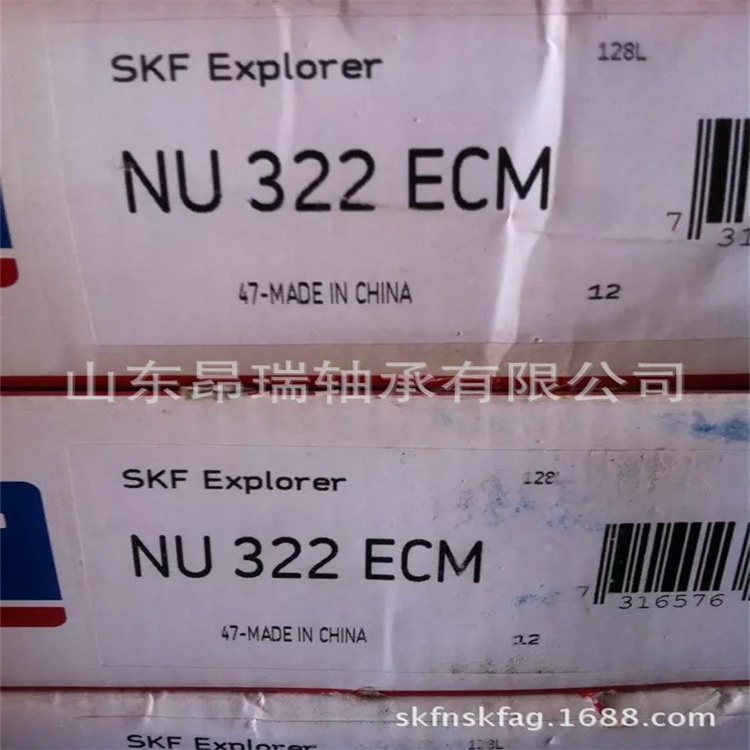 SKF Explorer
128L
NU 322 ECM
7
31
47-MADE IN CHINA
12
山东昂瑞轴承有限公司
SKF Explorer
128L
NU 322 ECM
7
316576
47-MADE IN CHINA
12
skfnskfag.1688.com
SKF Explorer
128L